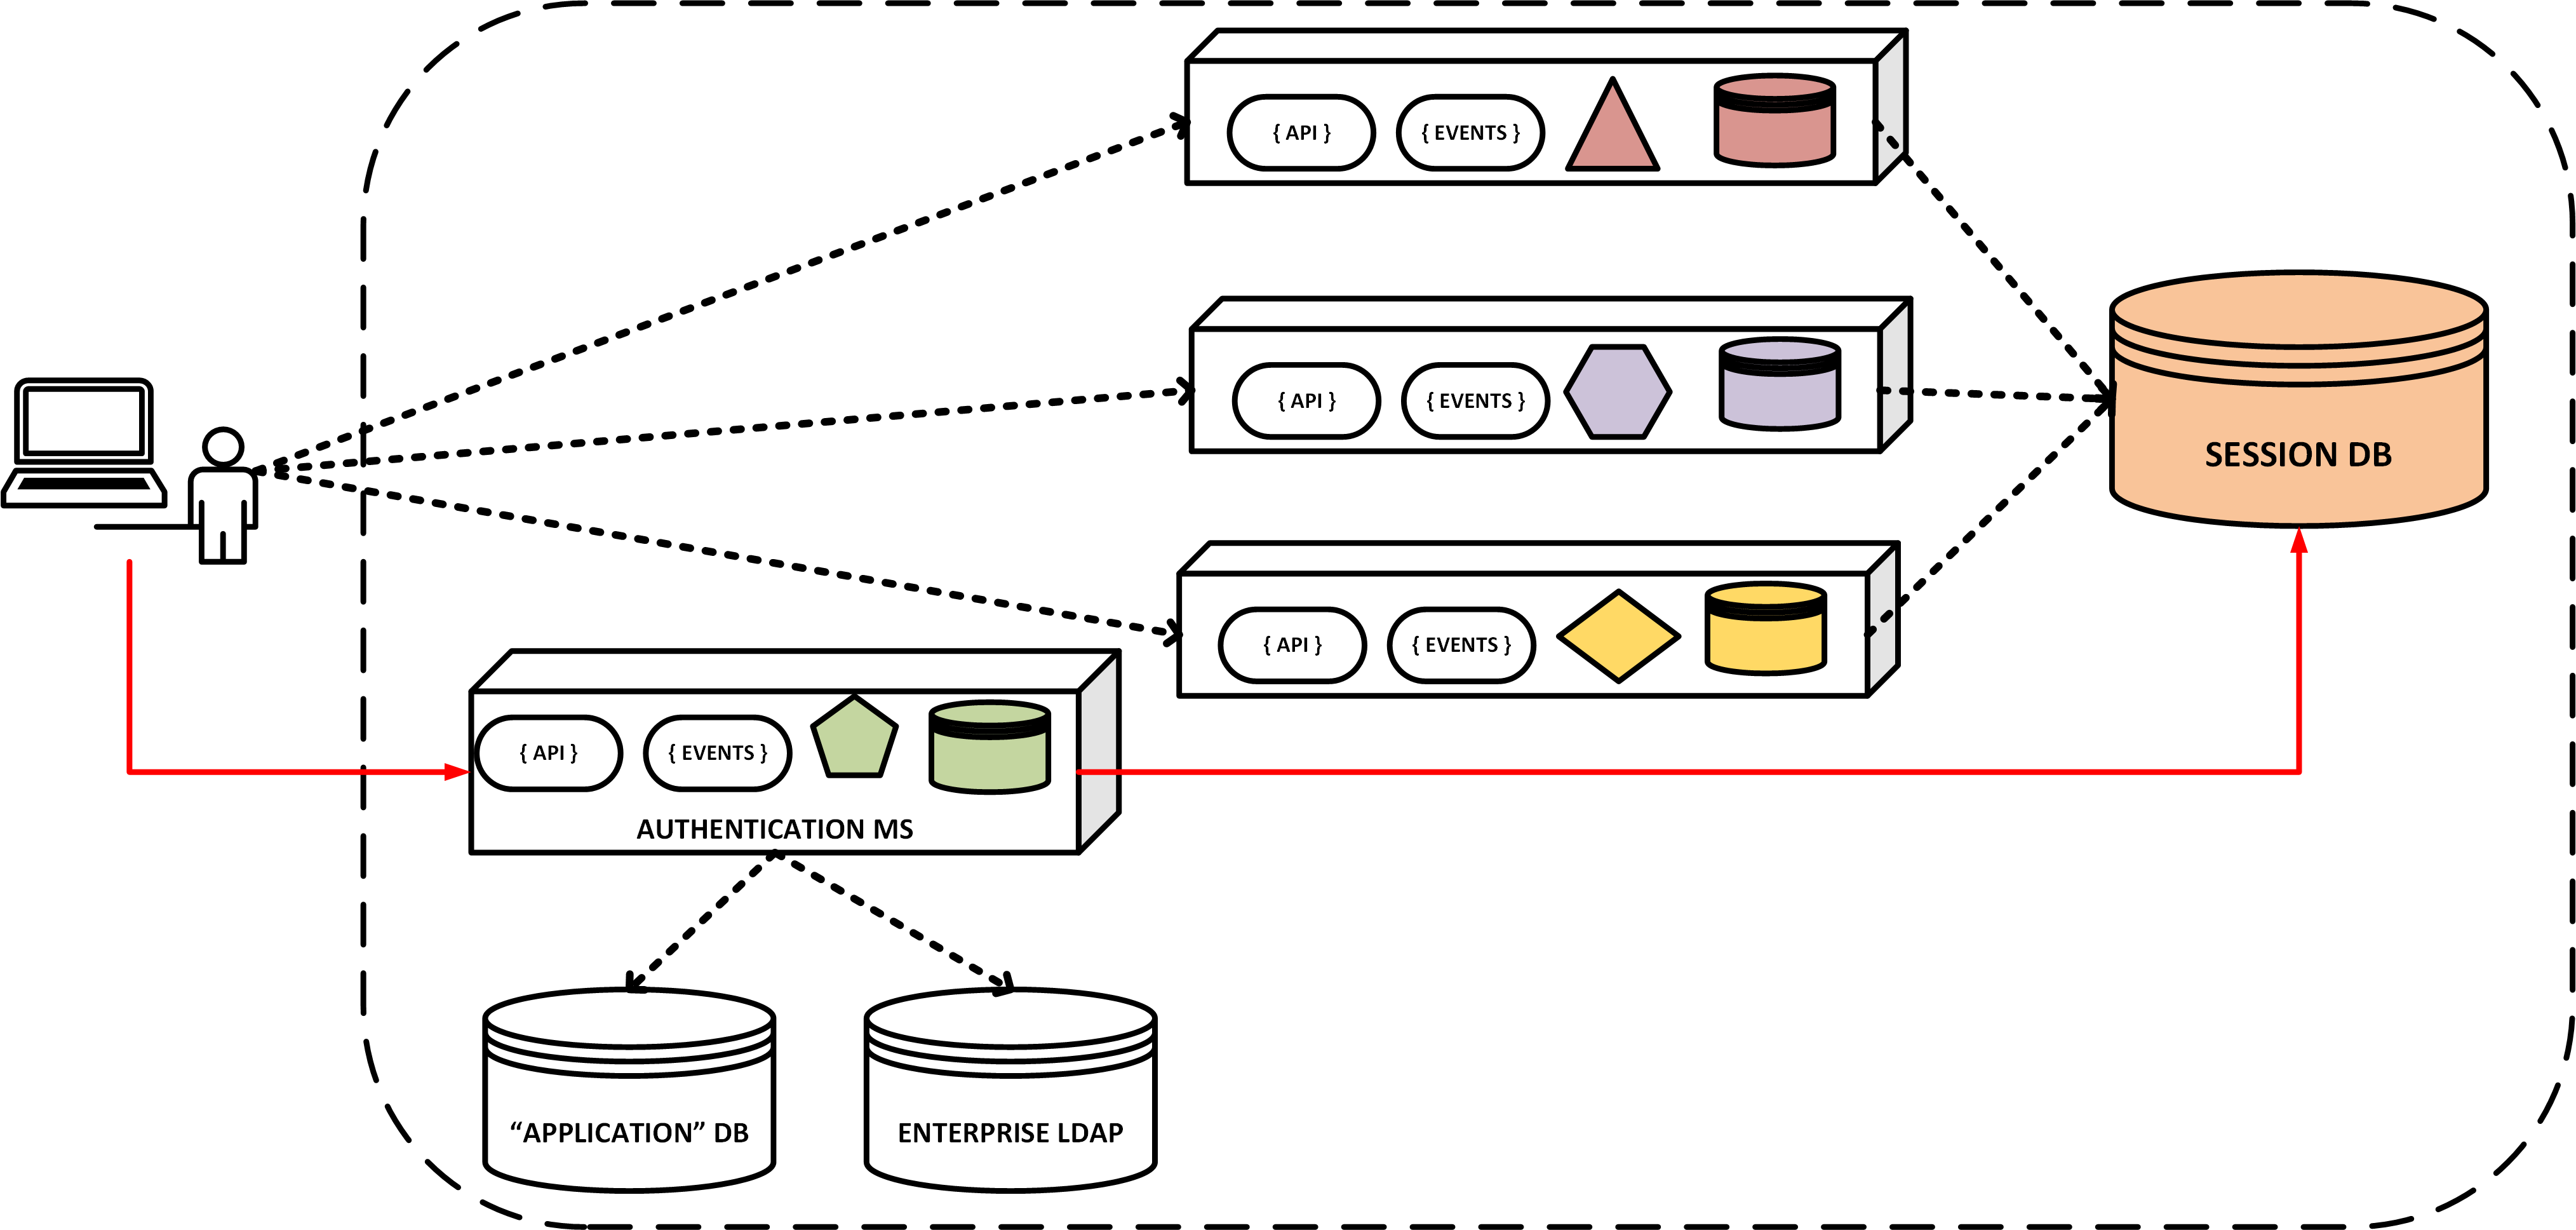 { API }
{ EVENTS }
{ API }
{ EVENTS }
SESSION DB
{ API }
{ EVENTS }
{ API }
{ EVENTS }
AUTHENTICATION MS
“APPLICATION” DB
ENTERPRISE LDAP